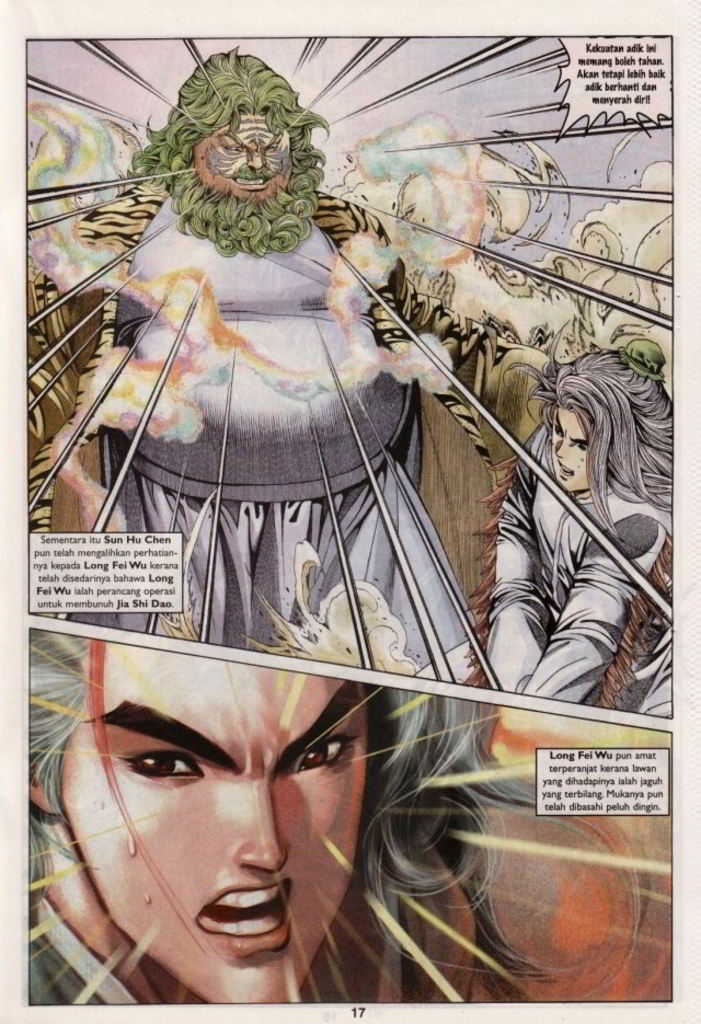 Kekuatan adik ini
memang boleh tahan.
Akan tetapi lebih baik
adik berhanti dan
menyerah diri!
Sementara itu Sun Hu Chen
pun telah mengalihkan perhatian-
nya kepada Long Fei Wu kerana
telah disedarinya bahawa Long
Fei Wu ialah perancang operasi
untuk membunuh Jia Shi Dao.
Long Fei Wu pun amat
terperanjat kerana lawan
yang dihadapinya ialah jaguh
yang terbilang. Mukanya pun
telah dibasahi peluh dingin.
17